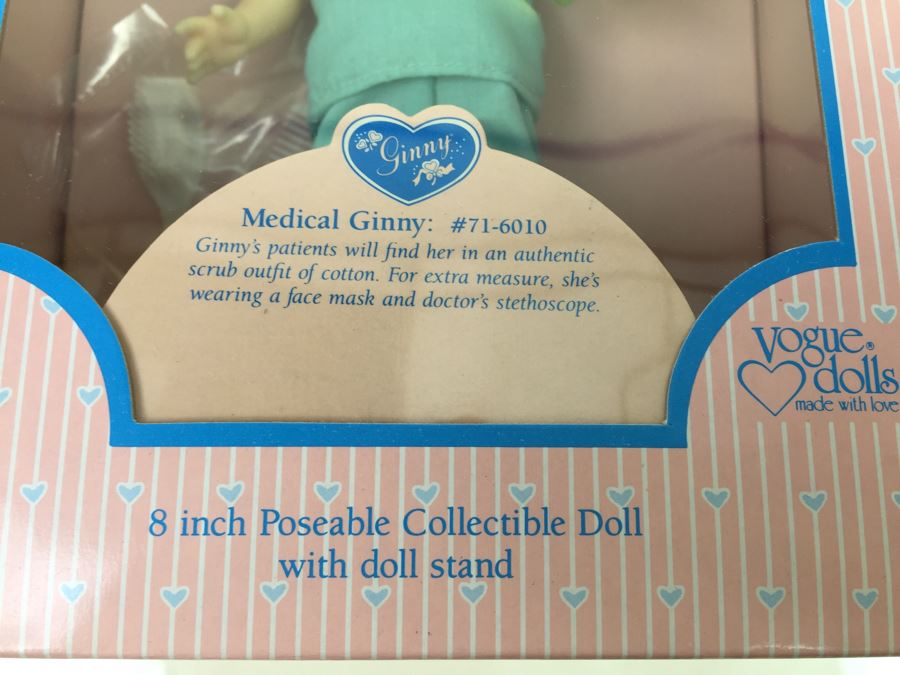 Ginny
Medical Ginny: #71-6010
Ginny's patients will find her in an authentic
scrub outfit of cotton. For extra measure, she's
wearing a face mask and doctor's stethoscope.
Vogue®
dolls
made with love
8 inch Poseable Collectible Doll
with doll stand